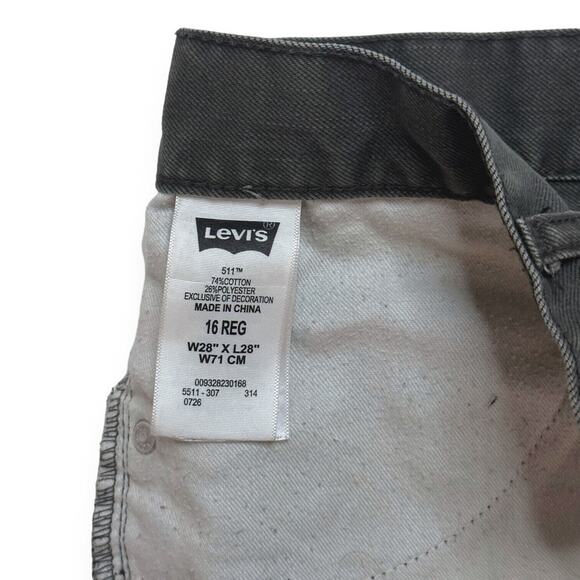 LEVI'S
®
511™
74%COTTON
26%POLYESTER
EXCLUSIVE OF DECORATION
MADE IN CHINA
16 REG
W28" X L28"
W71 CM
009328230168
5511 - 307 314
0726